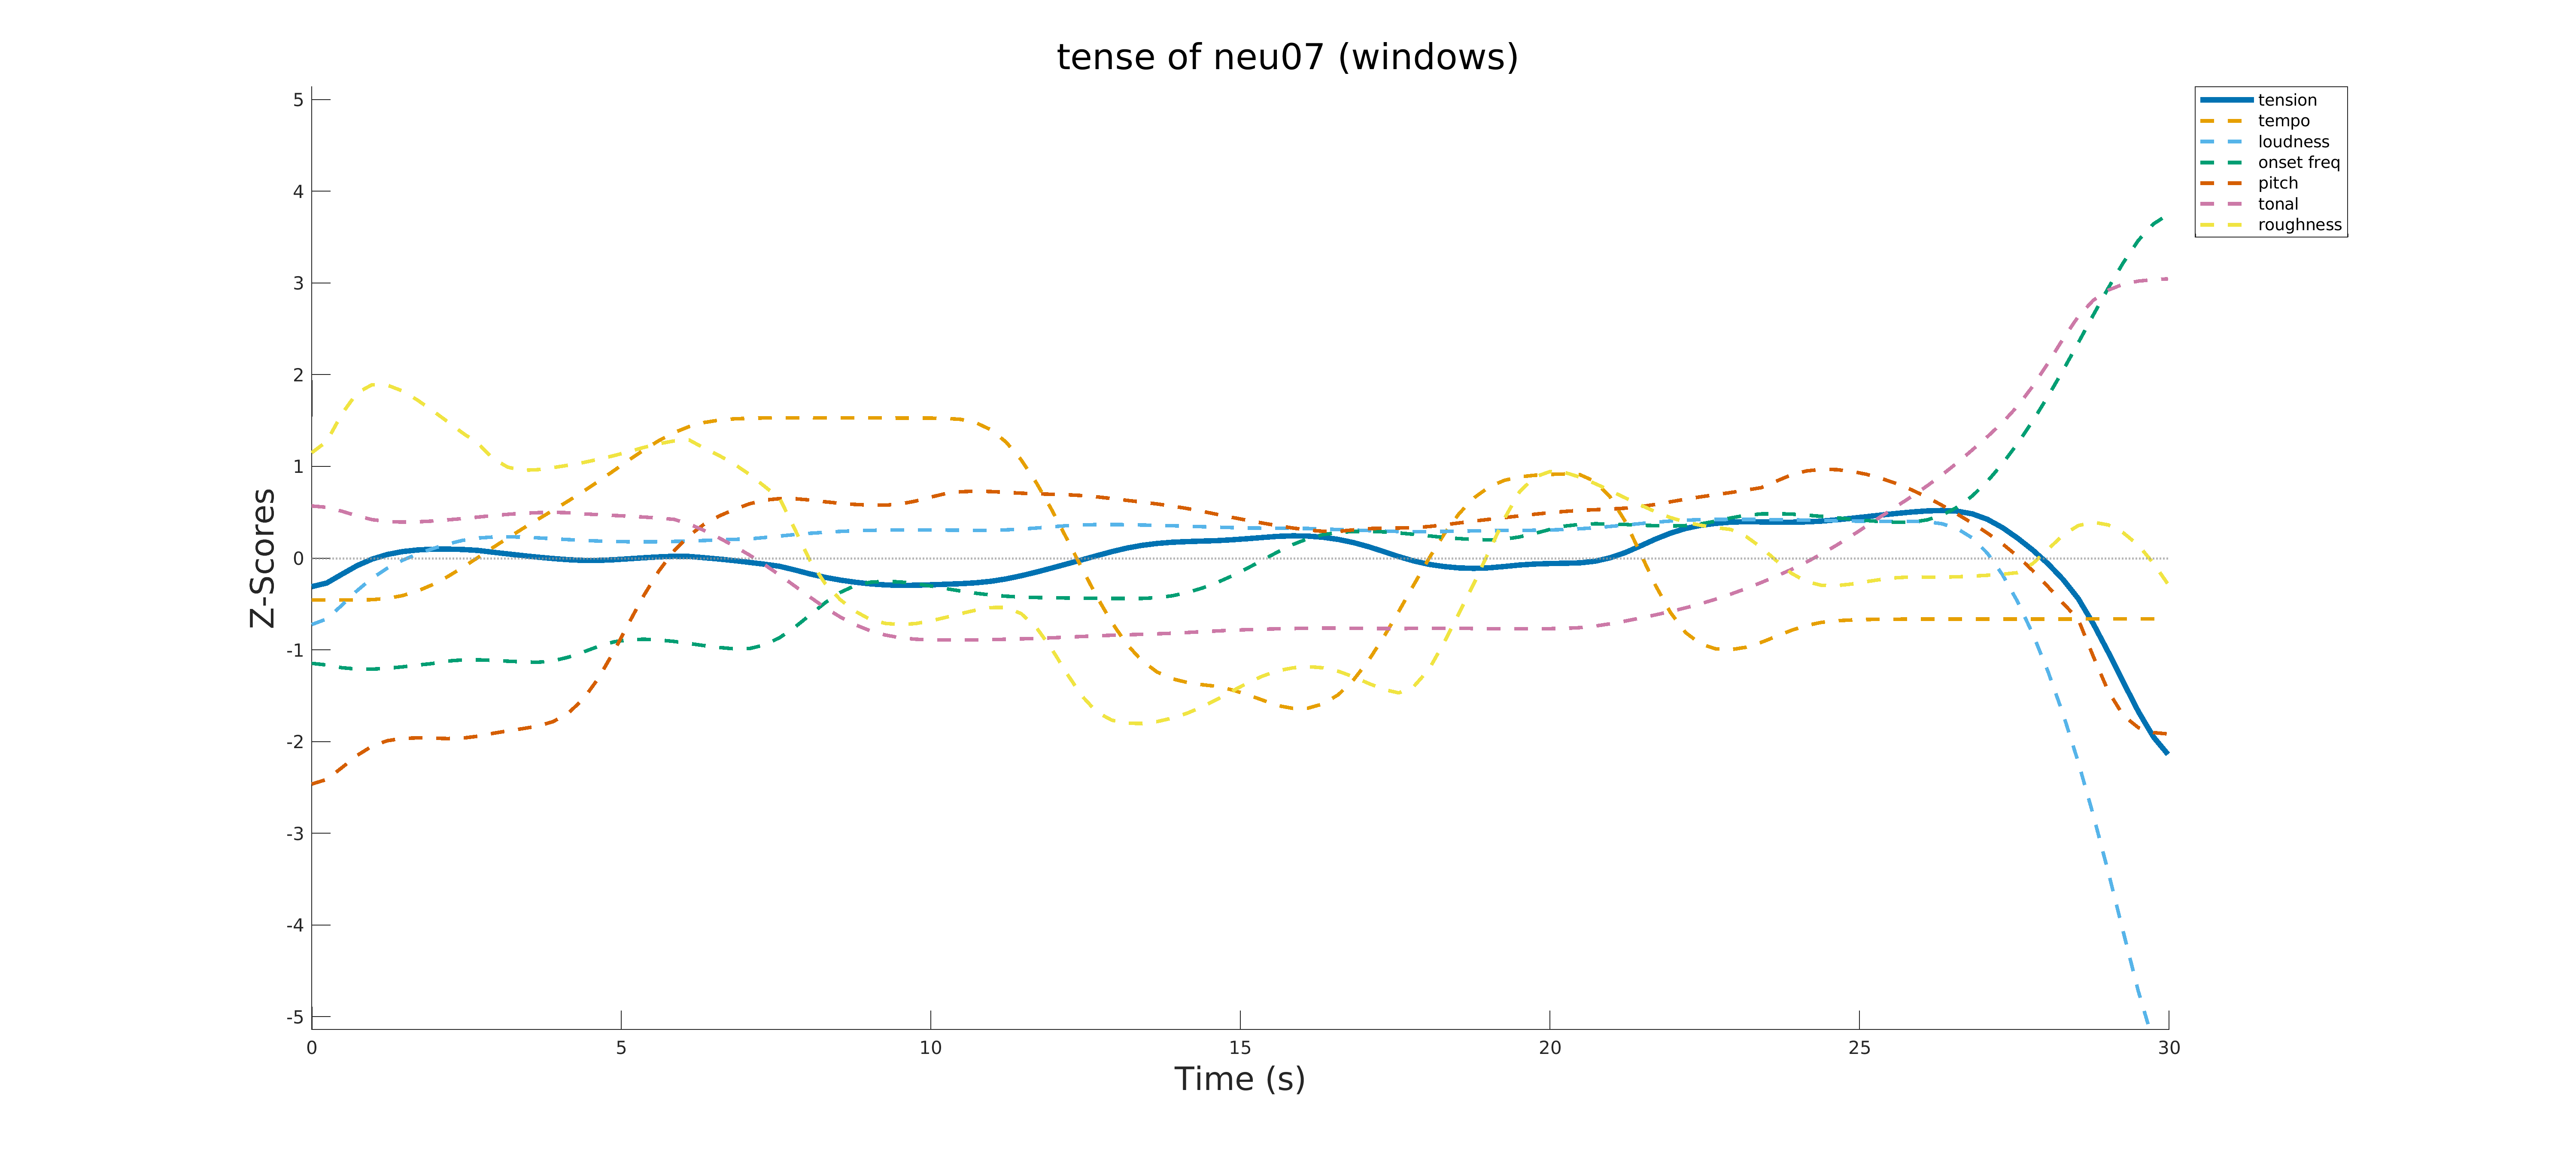 tense of neu07 (windows)
5
4
3
2
1
0
-1
-2
-3
-4
-5
Z-Scores
0 5 10 15 20 25 30
Time (s)
tension
tempo
loudness
onset freq
pitch
tonal
roughness